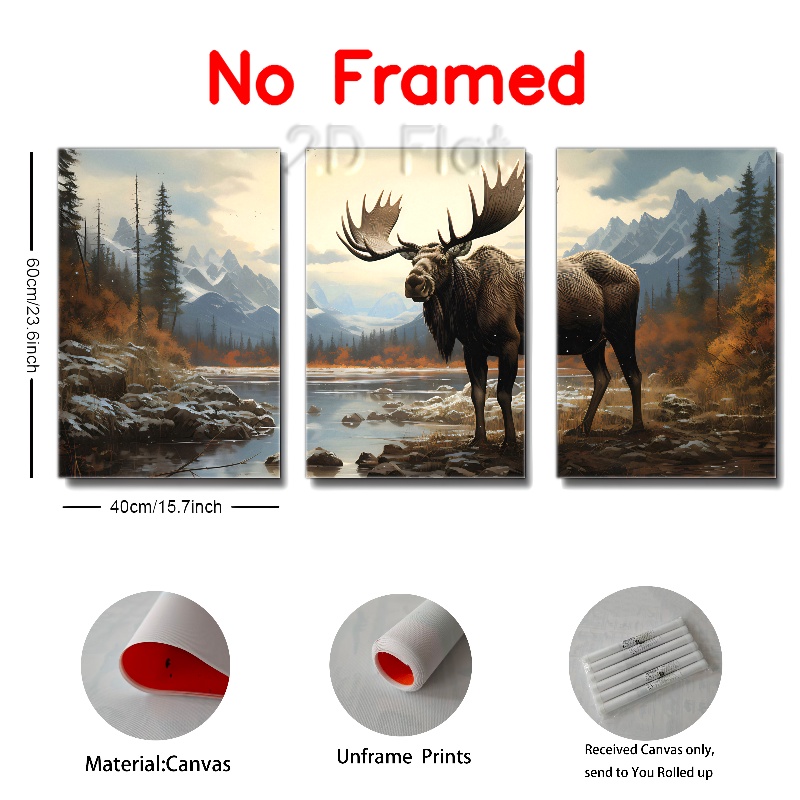 No Framed
2D Flat
60cm/23.6inch
40cm/15.7inch
Material:Canvas
Unframe Prints
Received Canvas only,
send to You Rolled up